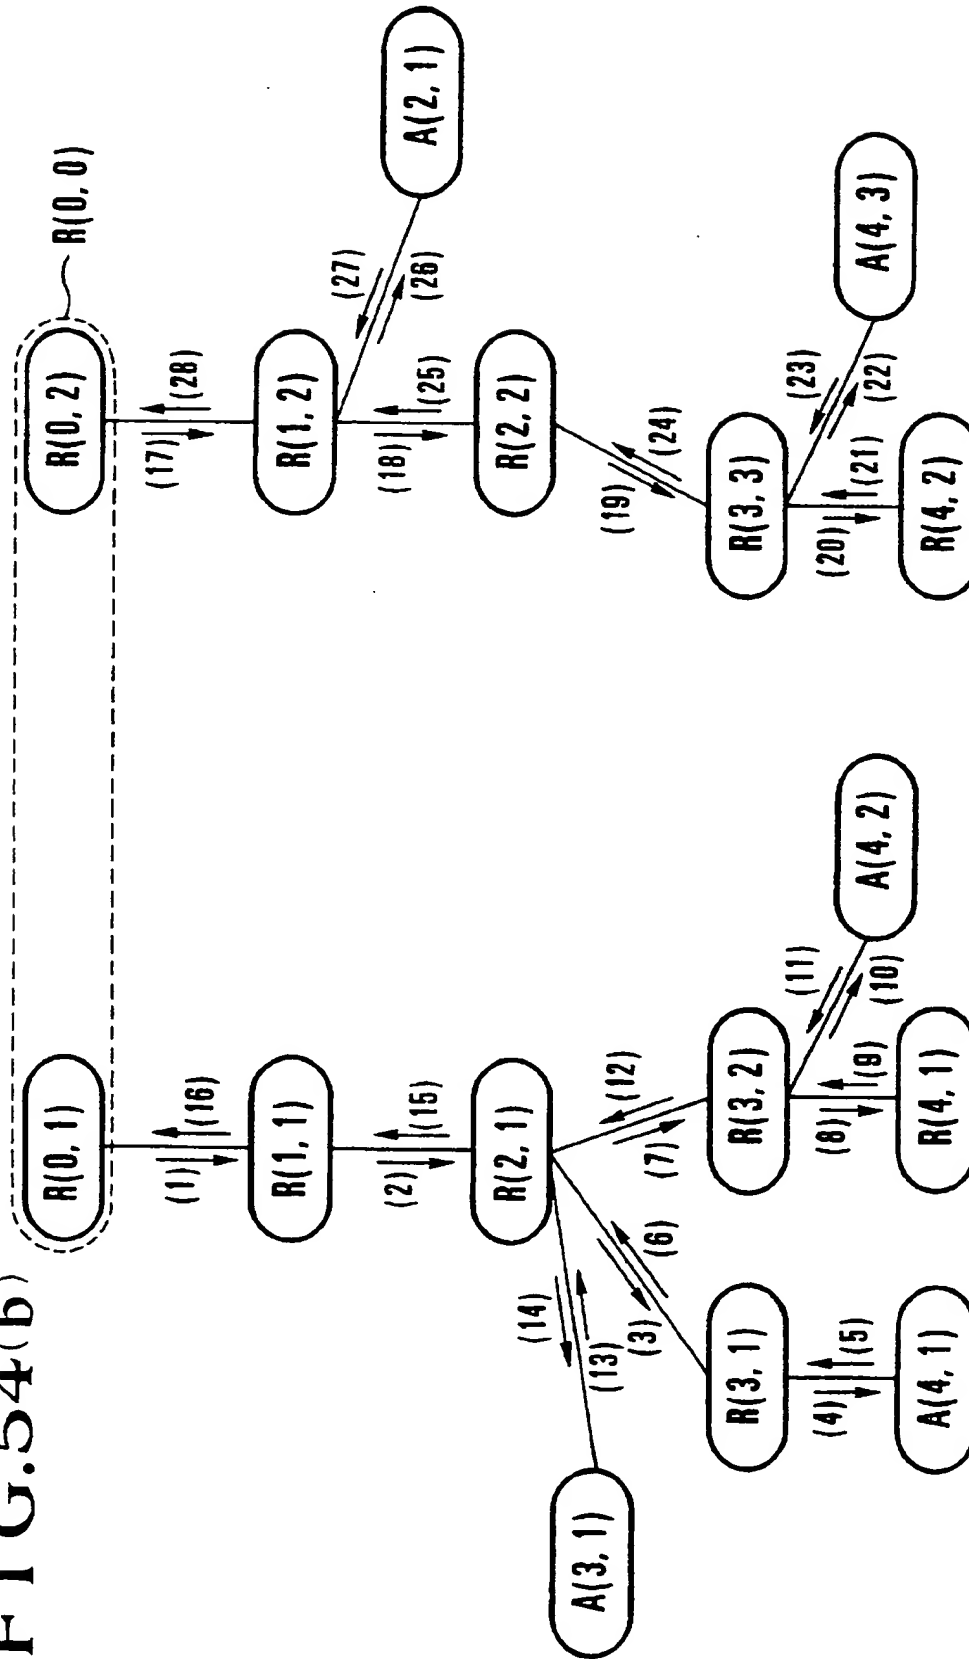 FIG.54(b)
R(0, 0)
R(0, 1)
R(0, 2)
(1)
(16)
(17)
(28)
R(1, 1)
R(1, 2)
(27)
(26)
A(2, 1)
(2)
(15)
(18)
(25)
R(2, 1)
R(2, 2)
(14)
(13)
(3)
(6)
(7)
(12)
(19)
(24)
A(3, 1)
R(3, 1)
R(3, 2)
R(3, 3)
(4)
(5)
(8)
(9)
(11)
(10)
(20)
(21)
(23)
(22)
A(4, 1)
R(4, 1)
A(4, 2)
R(4, 2)
A(4, 3)